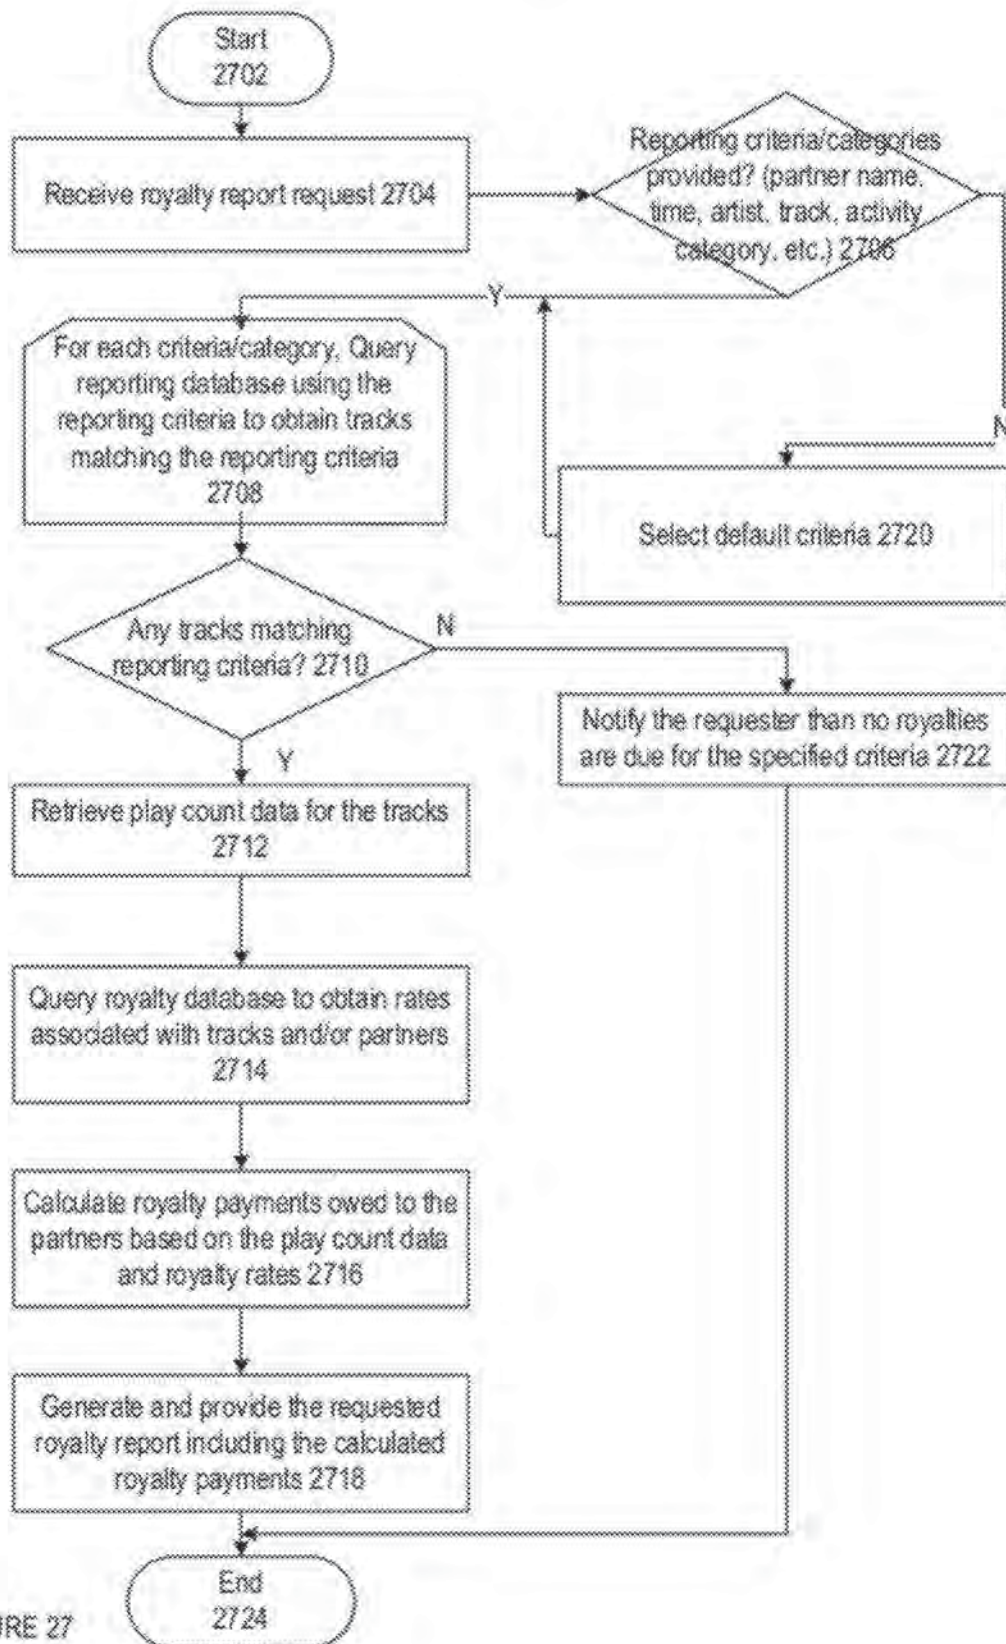 Start
2702
Receive royalty report request 2704
Reporting criteria/categories
provided? (partner name,
time, artist, track, activity
category, etc.) 2706
Y
N
For each criteria/category, Query
reporting database using the
reporting criteria to obtain tracks
matching the reporting criteria
2708
Select default criteria 2720
Any tracks matching
reporting criteria? 2710
N
Y
Notify the requester than no royalties
are due for the specified criteria 2722
Retrieve play count data for the tracks
2712
Query royalty database to obtain rates
associated with tracks and/or partners
2714
Calculate royalty payments owed to the
partners based on the play count data
and royalty rates 2716
Generate and provide the requested
royalty report including the calculated
royalty payments 2718
End
2724
URE 27